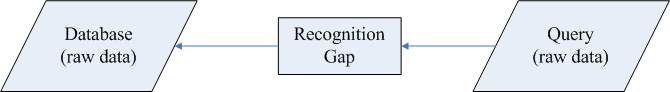 Database
(raw data)
Recognition
Gap
Query
(raw data)